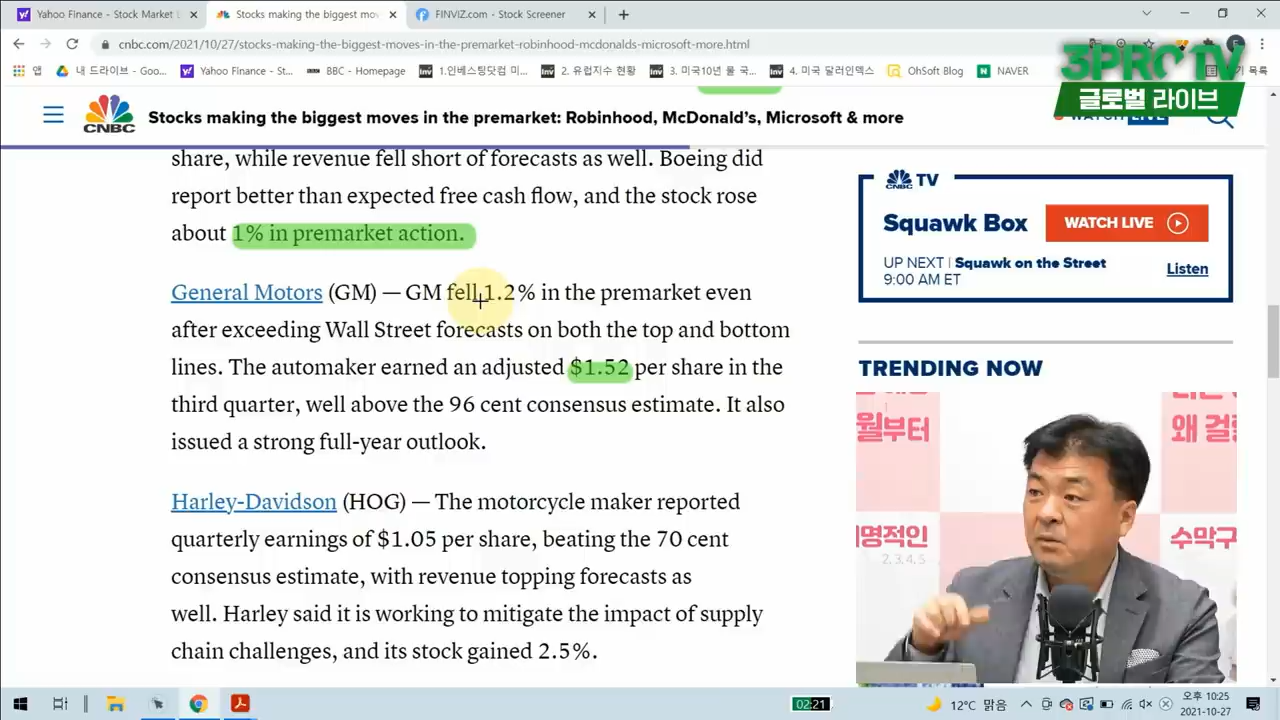 Yahoo Finance - Stock Market
Stocks making the biggest mov
FINVIZ.com - Stock Screener
cnbc.com/2021/10/27/stocks-making-the-biggest-moves-in-the-premarket-robinhood-mcdonalds-microsoft-more.html
앱
내 드라이브 - Goo...
Yahoo Finance - St...
BBC - Homepage
1.인베스팅닷컴 미...
2. 유럽지수 현황
3. 미국10년 물 국...
4. 미국 달러인덱스
OhSoft Blog
NAVER
목록
3PROTV
글로벌 라이브
CNBC
Stocks making the biggest moves in the premarket: Robinhood, McDonald's, Microsoft & more
WATCH LIVE
share, while revenue fell short of forecasts as well. Boeing did
report better than expected free cash flow, and the stock rose
about 1% in premarket action.
General Motors (GM) — GM fell 1.2% in the premarket even
after exceeding Wall Street forecasts on both the top and bottom
lines. The automaker earned an adjusted $1.52 per share in the
third quarter, well above the 96 cent consensus estimate. It also
issued a strong full-year outlook.
Harley-Davidson (HOG) — The motorcycle maker reported
quarterly earnings of $1.05 per share, beating the 70 cent
consensus estimate, with revenue topping forecasts as
well. Harley said it is working to mitigate the impact of supply
chain challenges, and its stock gained 2.5%.
CNBC TV
Squawk Box
WATCH LIVE
UP NEXT | Squawk on the Street
9:00 AM ET
Listen
TRENDING NOW
월부터
왜 걸
명적인
2.3.4.5
수막구
02:21
12℃ 맑음
오후 10:25
2021-10-27